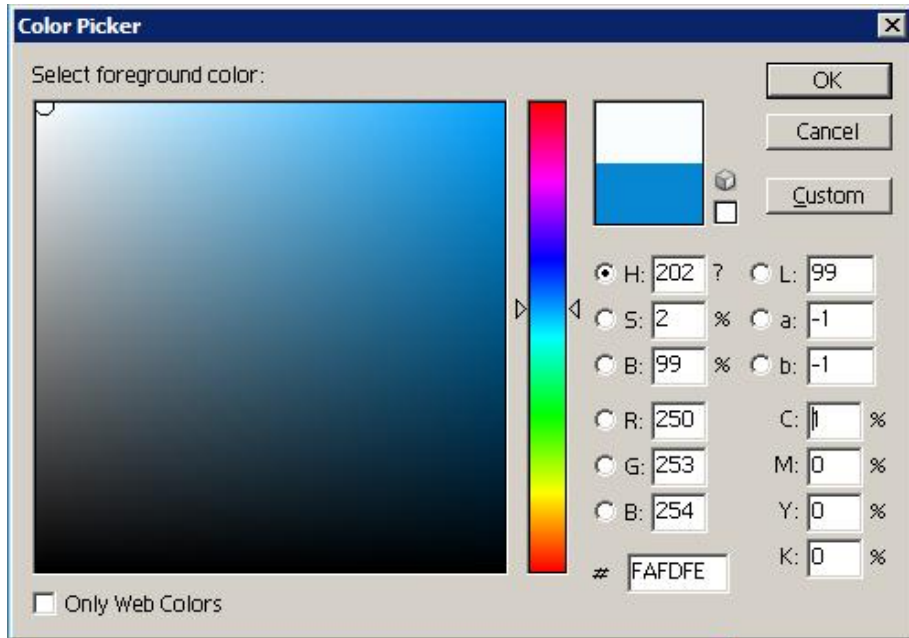 Color Picker
Select foreground color:
OK
Cancel
Custom
H: 202 ?
L: 99
S: 2 %
a: -1
B: 99 %
b: -1
R: 250
C: 1 %
G: 253
M: 0 %
B: 254
Y: 0 %
# FAFDFE
K: 0 %
Only Web Colors